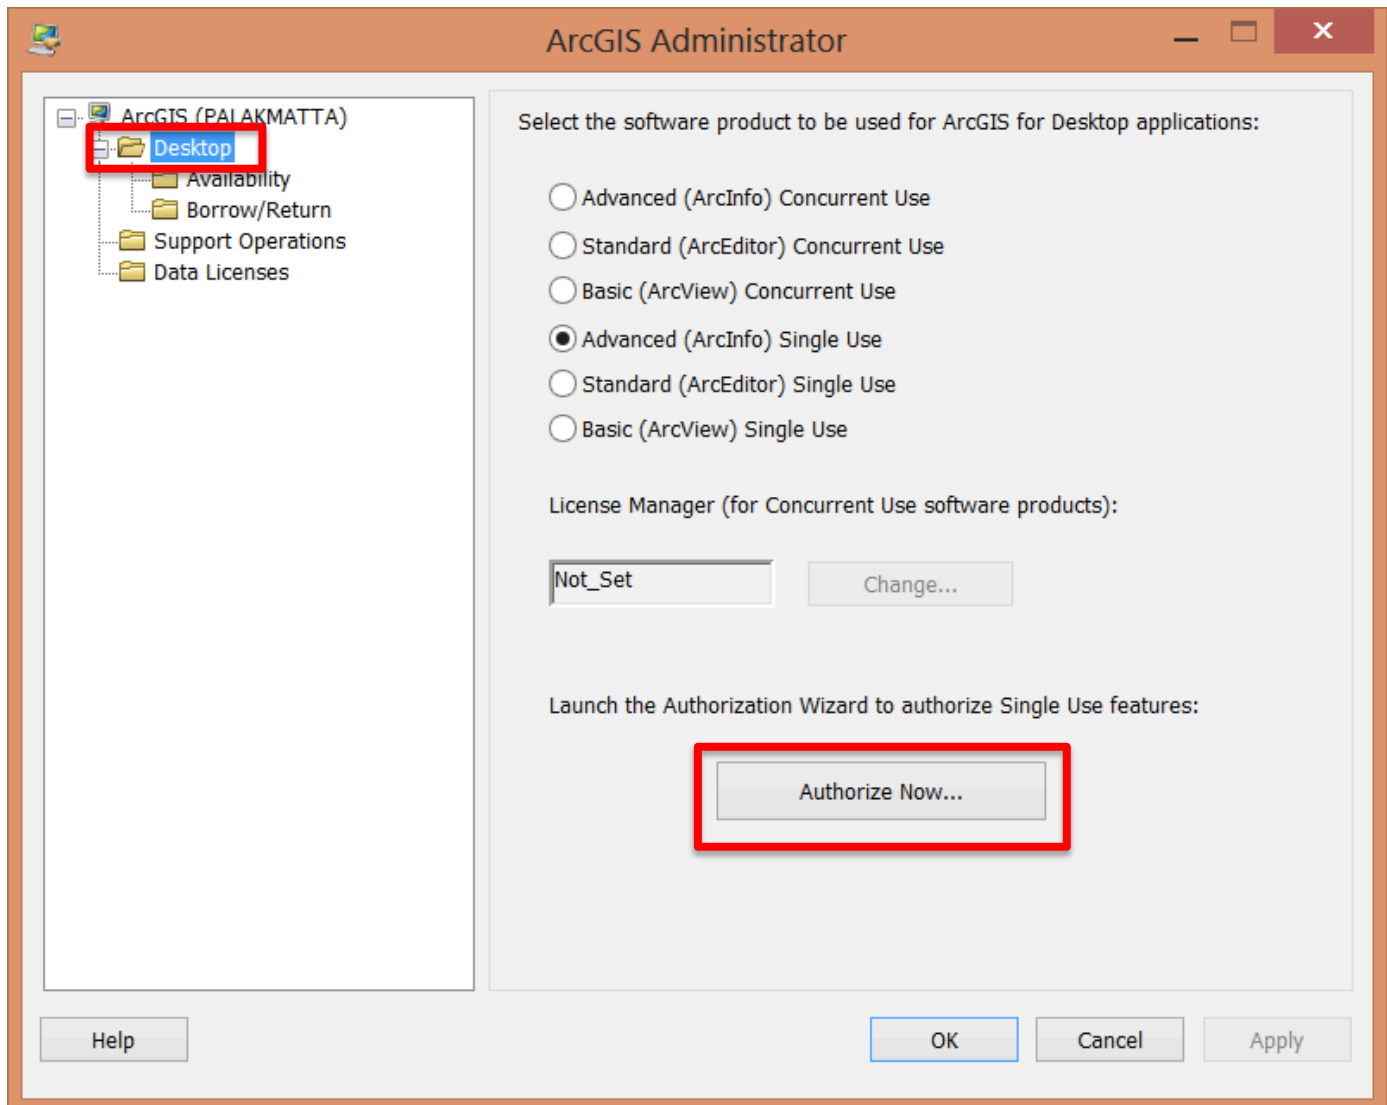 ArcGIS Administrator
ArcGIS (PALAKMATTA)
Desktop
Availability
Borrow/Return
Support Operations
Data Licenses
Select the software product to be used for ArcGIS for Desktop applications:
Advanced (ArcInfo) Concurrent Use
Standard (ArcEditor) Concurrent Use
Basic (ArcView) Concurrent Use
Advanced (ArcInfo) Single Use
Standard (ArcEditor) Single Use
Basic (ArcView) Single Use
License Manager (for Concurrent Use software products):
Not_Set
Change...
Launch the Authorization Wizard to authorize Single Use features:
Authorize Now...
Help
OK
Cancel
Apply